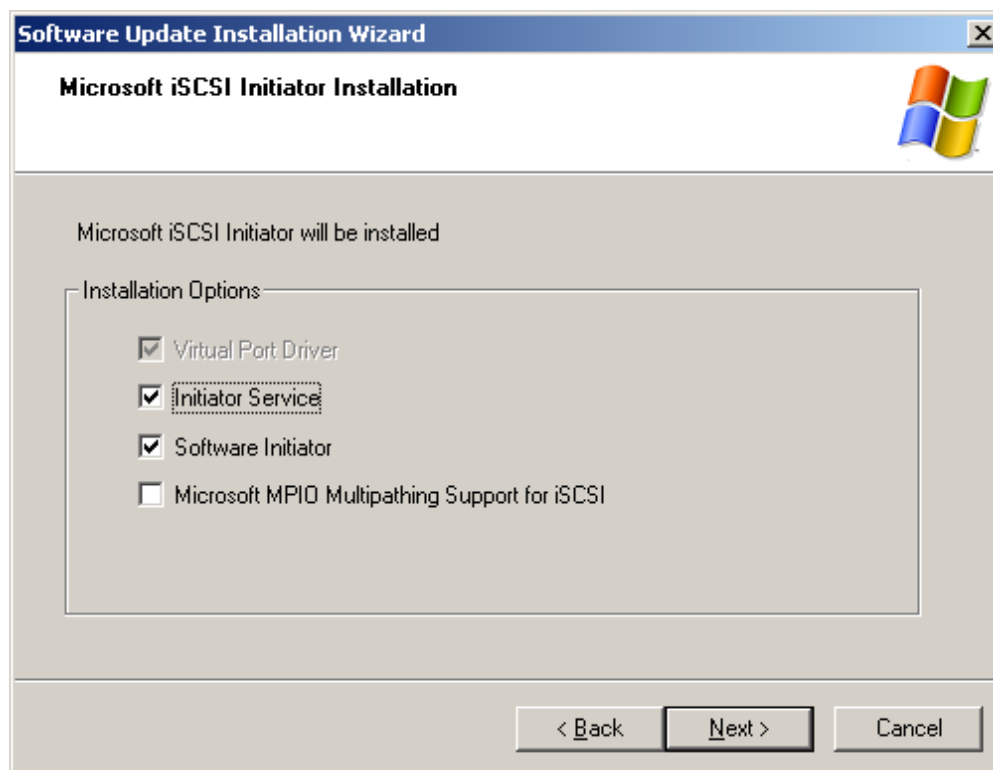 Software Update Installation Wizard
Microsoft iSCSI Initiator Installation
Microsoft iSCSI Initiator will be installed
Installation Options
Virtual Port Driver
Initiator Service
Software Initiator
Microsoft MPIO Multipathing Support for iSCSI
< Back Next > Cancel